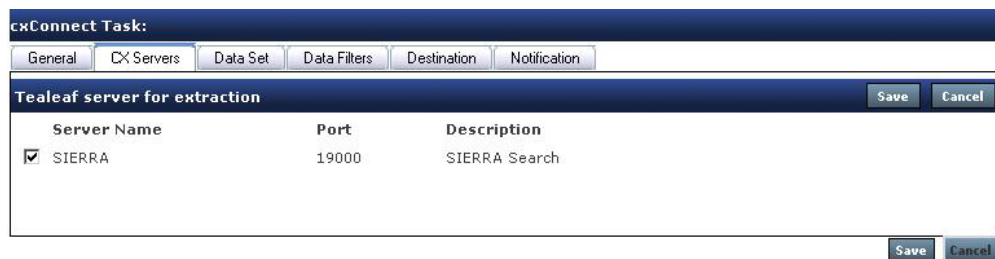 cxConnect Task:
General CX Servers Data Set Data Filters Destination Notification
Tealeaf server for extraction Save Cancel
Server Name Port Description
SIERRA 19000 SIERRA Search
Save Cancel